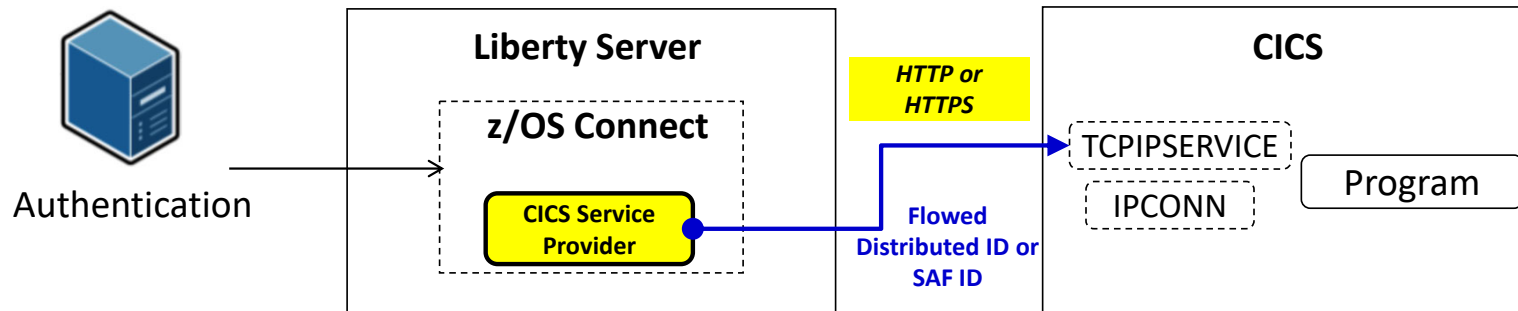 Authentication
Liberty Server
z/OS Connect
CICS Service
Provider
HTTP or
HTTPS
Flowed
Distributed ID or
SAF ID
CICS
TCPIPSERVICE
IPCONN
Program